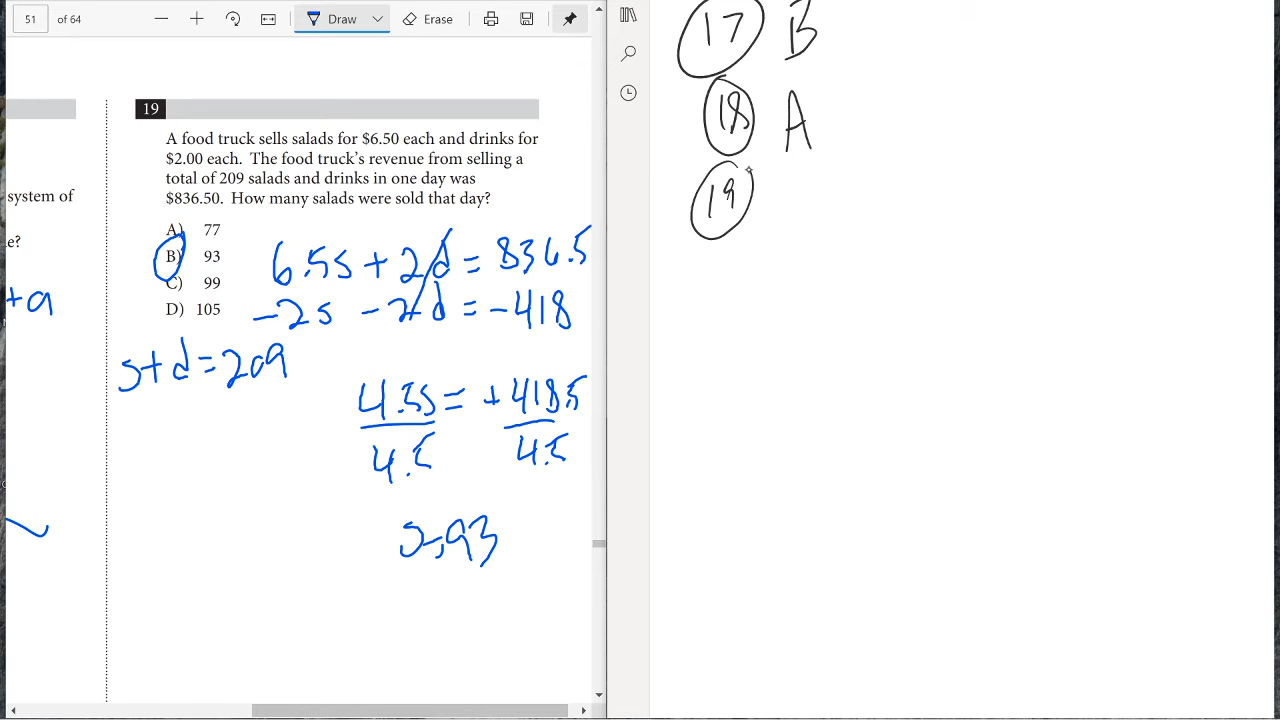 51 of 64 Draw Erase
19
A food truck sells salads for $6.50 each and drinks for
$2.00 each. The food truck's revenue from selling a
total of 209 salads and drinks in one day was
$836.50. How many salads were sold that day?
A) 77
B) 93
C) 99
D) 105
system of
e?
+a
6.5s + 2d = 836.5
-2s - 2d = -418
s+d=209
4.5s = +418.5
4.5 4.5
s=93
17 B
18 A
19